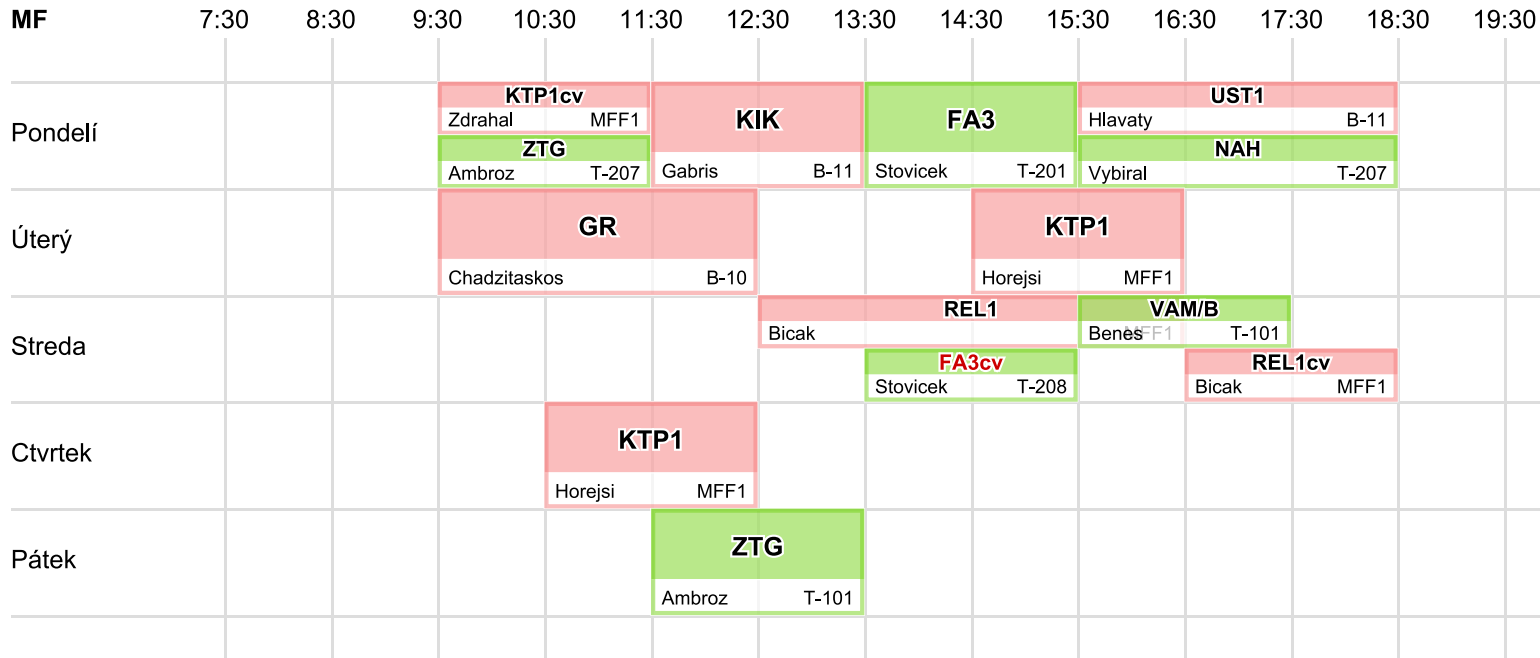 MF 7:30 8:30 9:30 10:30 11:30 12:30 13:30 14:30 15:30 16:30 17:30 18:30 19:30
Pondelí
KTP1cv
Zdrahal MFF1
ZTG
Ambroz T-207
KIK
Gabris B-11
FA3
Stovicek T-201
UST1
Hlavaty B-11
NAH
Vybiral T-207
Úterý
GR
Chadzitaskos B-10
KTP1
Horejsi MFF1
Streda
REL1
Bicak MFF1
FA3cv
Stovicek T-208
VAM/B
Benes T-101
REL1cv
Bicak MFF1
Ctvrtek
KTP1
Horejsi MFF1
Pátek
ZTG
Ambroz T-101